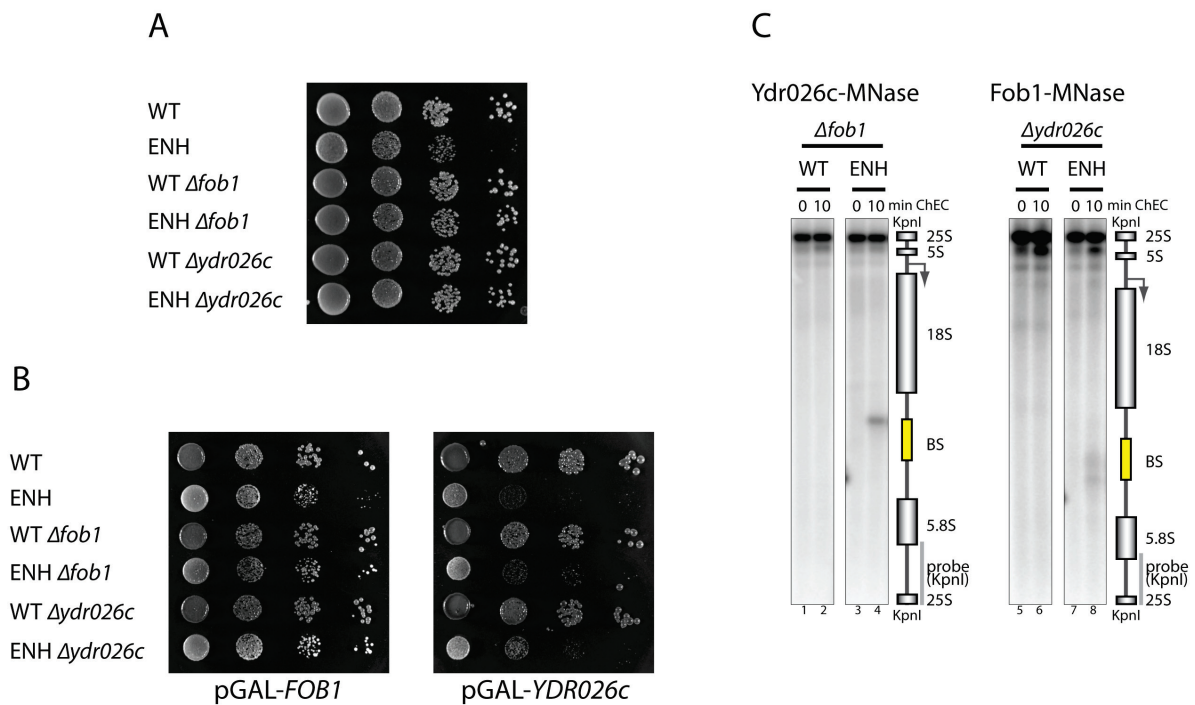 A
WT
ENH
WT Δfob1
ENH Δfob1
WT Δydr026c
ENH Δydr026c
B
WT
ENH
WT Δfob1
ENH Δfob1
WT Δydr026c
ENH Δydr026c
pGAL-FOB1 pGAL-YDR026c
C
Ydr026c-MNase Fob1-MNase
Δfob1 Δydr026c
WT ENH WT ENH
0 10 0 10 min ChEC 0 10 0 10 min ChEC
KpnI KpnI
25S 25S
5S 5S
18S 18S
BS BS
5.8S 5.8S
probe probe
(KpnI) (KpnI)
25S 25S
1 2 3 4 KpnI 5 6 7 8 KpnI